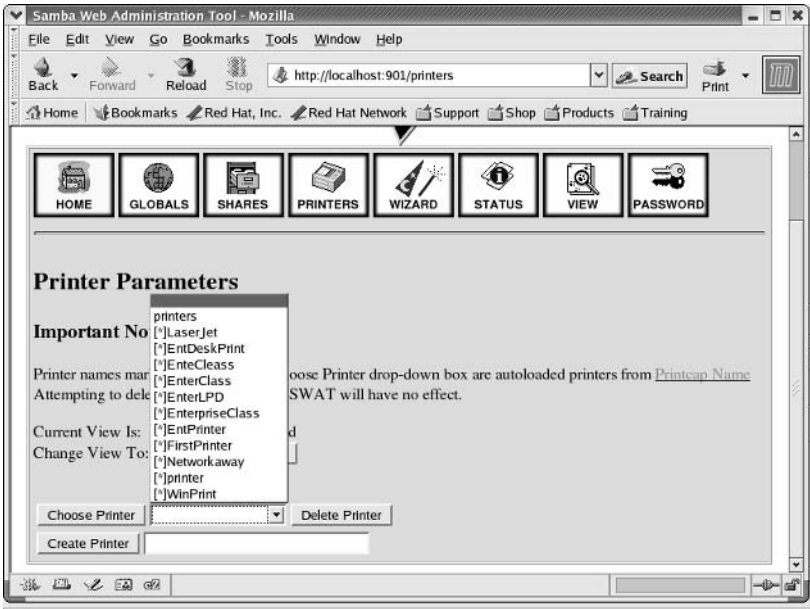 Samba Web Administration Tool - Mozilla
File Edit View Go Bookmarks Tools Window Help
Back Forward Reload Stop http://localhost:901/printers Search Print
Home Bookmarks Red Hat, Inc. Red Hat Network Support Shop Products Training
HOME GLOBALS SHARES PRINTERS WIZARD STATUS VIEW PASSWORD
Printer Parameters
printers
Important No
[*]LaserJet
[*]EntDeskPrint
[*]EnteCleass
Printer names mar oose Printer drop-down box are autoloaded printers from Printcap Name
[*]EnterClass
Attempting to dele SWAT will have no effect.
[*]EnterLPD
[*]EnterpriseClass
Current View Is: d
[*]EntPrinter
[*]FirstPrinter
Change View To:
[*]Networkaway
[*]printer
[*]WinPrint
Choose Printer Delete Printer
Create Printer